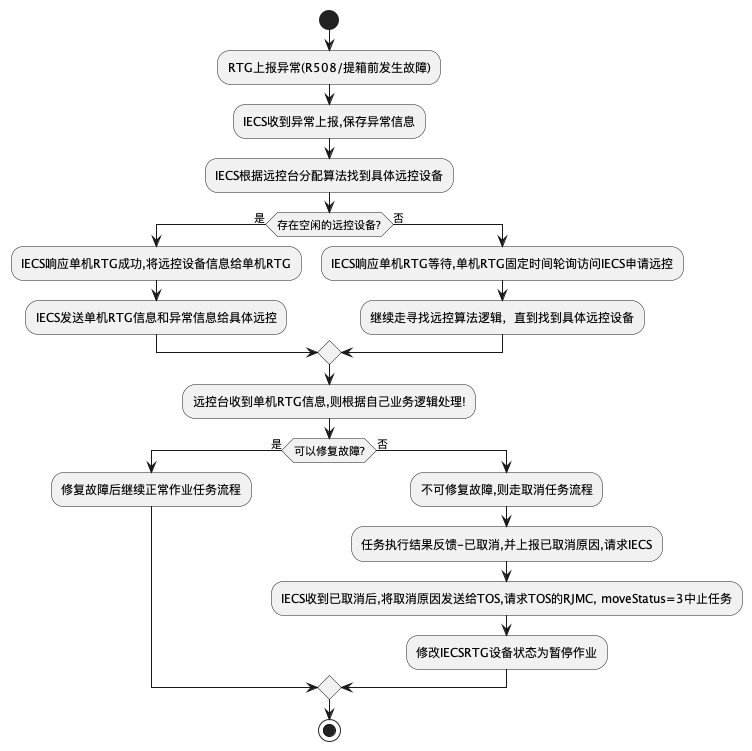 RTG上报异常(R508/提箱前发生故障)
IECS收到异常上报,保存异常信息
IECS根据远控台分配算法找到具体远控设备
是
存在空闲的远控设备?
否
IECS响应单机RTG成功,将远控设备信息给单机RTG
IECS响应单机RTG等待,单机RTG固定时间轮询访问IECS申请远控
IECS发送单机RTG信息和异常信息给具体远控
继续走寻找远控算法逻辑，直到找到具体远控设备
远控台收到单机RTG信息,则根据自己业务逻辑处理!
是
可以修复故障?
否
修复故障后继续正常作业任务流程
不可修复故障,则走取消任务流程
任务执行结果反馈-已取消,并上报已取消原因,请求IECS
IECS收到已取消后,将取消原因发送给TOS,请求TOS的RJMC, moveStatus=3中止任务
修改IECSRTG设备状态为暂停作业